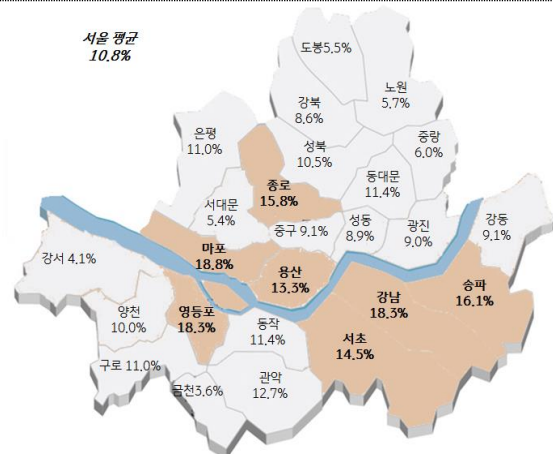 서울 평균
10.8%
도봉5.5%
노원
5.7%
강북
8.6%
은평
11.0%
성북
10.5%
중랑
6.0%
동대문
11.4%
종로
15.8%
서대문
5.4%
중구 9.1%
성동
8.9%
광진
9.0%
강동
9.1%
강서 4.1%
마포
18.8%
용산
13.3%
강남
18.3%
송파
16.1%
양천
10.0%
영등포
18.3%
동작
11.4%
서초
14.5%
구로 11.0%
금천3.6%
관악
12.7%